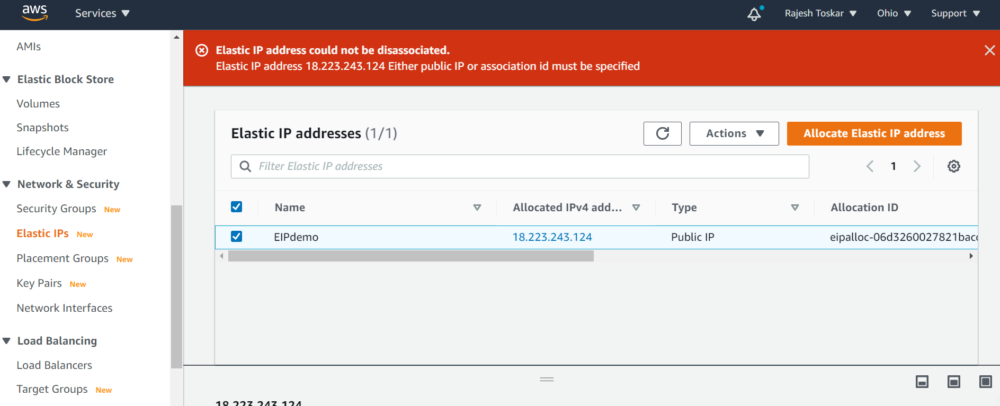 aws
Services
Rajesh Toskar
Ohio
Support
AMIs
Elastic Block Store
Volumes
Snapshots
Lifecycle Manager
Network & Security
Security Groups New
Elastic IPs New
Placement Groups New
Key Pairs New
Network Interfaces
Load Balancing
Load Balancers
Target Groups New
Elastic IP address could not be disassociated.
Elastic IP address 18.223.243.124 Either public IP or association id must be specified
Elastic IP addresses (1/1)
Actions
Allocate Elastic IP address
Filter Elastic IP addresses
1
Name
Allocated IPv4 add...
Type
Allocation ID
EIPdemo
18.223.243.124
Public IP
eipalloc-06d3260027821bac
18.223.243.124